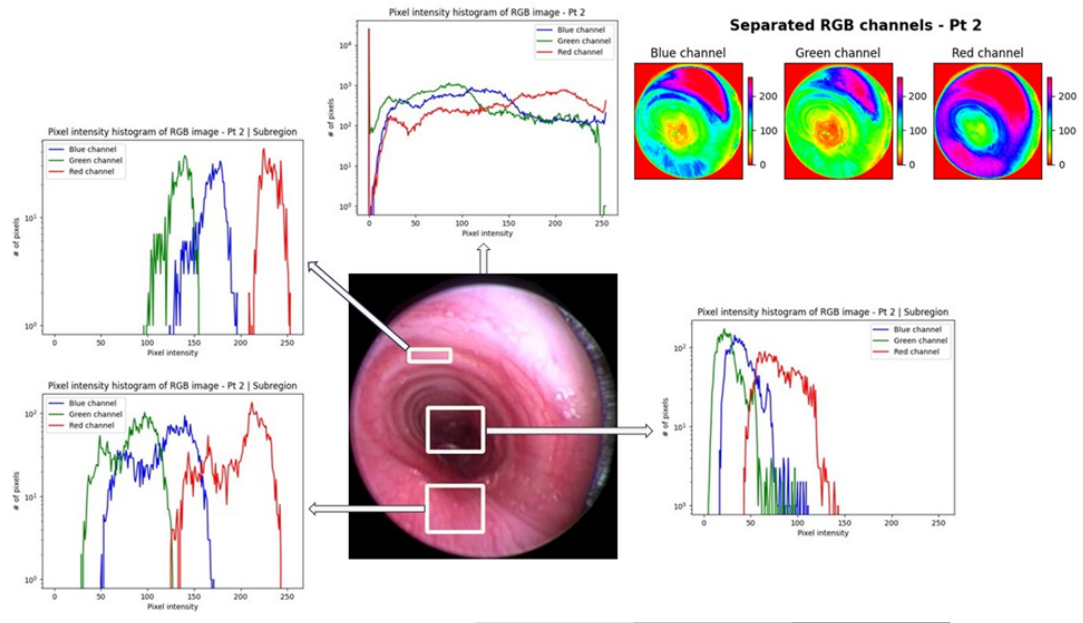 Pixel intensity histogram of RGB image - Pt 2
Blue channel
Green channel
Red channel
# of pixels
10^4
10^3
10^2
10^1
10^0
0 50 100 150 200 250
Pixel intensity
Separated RGB channels - Pt 2
Blue channel Green channel Red channel
200 200 200
100 100 100
0 0 0
Pixel intensity histogram of RGB image - Pt 2 | Subregion
Blue channel
Green channel
Red channel
# of pixels
10^1
10^0
0 50 100 150 200 250
Pixel intensity
Pixel intensity histogram of RGB image - Pt 2 | Subregion
Blue channel
Green channel
Red channel
# of pixels
10^2
10^1
10^0
0 50 100 150 200 250
Pixel intensity
Pixel intensity histogram of RGB image - Pt 2 | Subregion
Blue channel
Green channel
Red channel
# of pixels
10^2
10^1
10^0
0 50 100 150 200 250
Pixel intensity